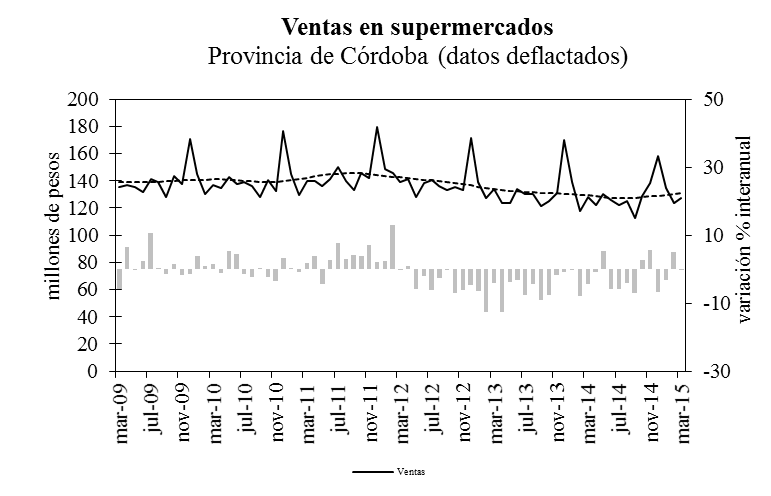 Ventas en supermercados
Provincia de Córdoba (datos deflactados)
200
180
160
140
120
100
80
60
40
20
0
millones de pesos
50
30
10
-10
-30
variación % interanual
mar-09
jul-09
nov-09
mar-10
jul-10
nov-10
mar-11
jul-11
nov-11
mar-12
jul-12
nov-12
mar-13
jul-13
nov-13
mar-14
jul-14
nov-14
mar-15
Ventas